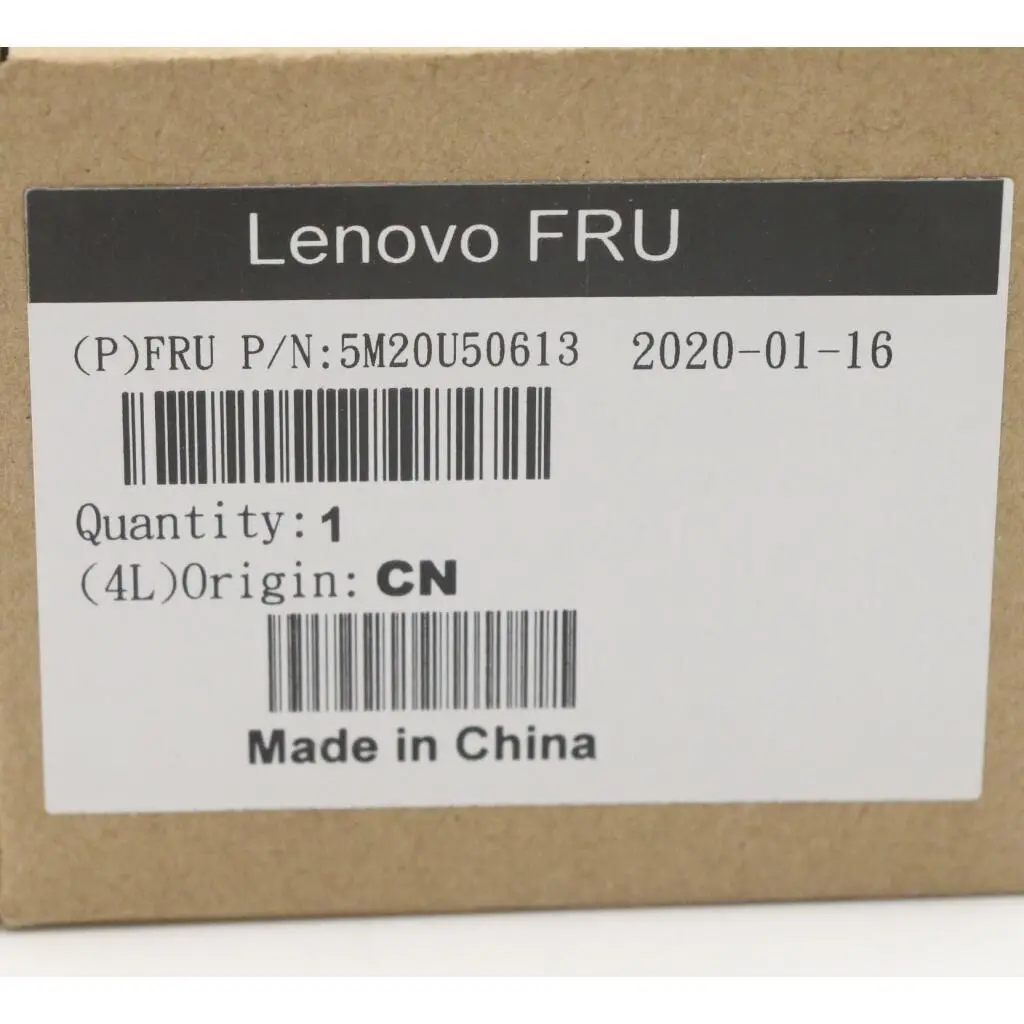 Lenovo FRU
(P)FRU P/N:5M20U50613 2020-01-16
Quantity: 1
(4L)Origin: CN
Made in China